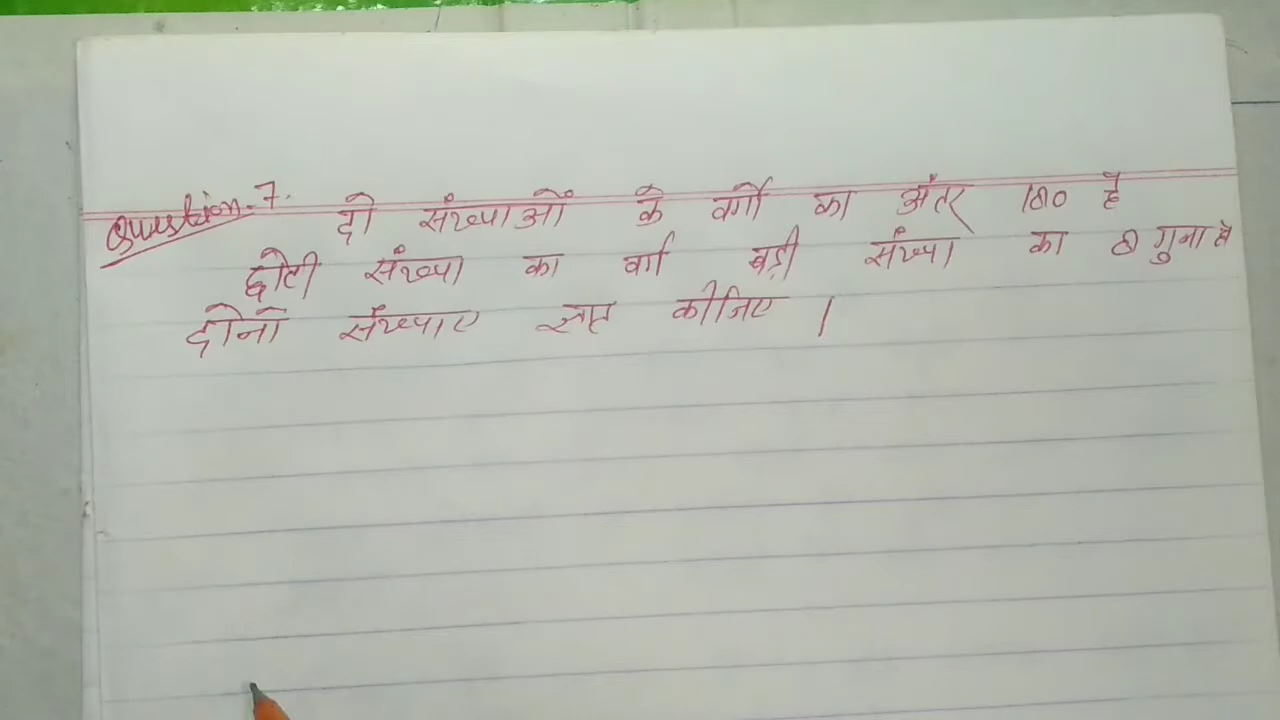 Question-7. दो संख्याओं के वर्गों का अंतर 180 है
छोटी संख्या का वर्ग बड़ी संख्या का 8 गुना है
दोनों संख्याए ज्ञात कीजिए ।